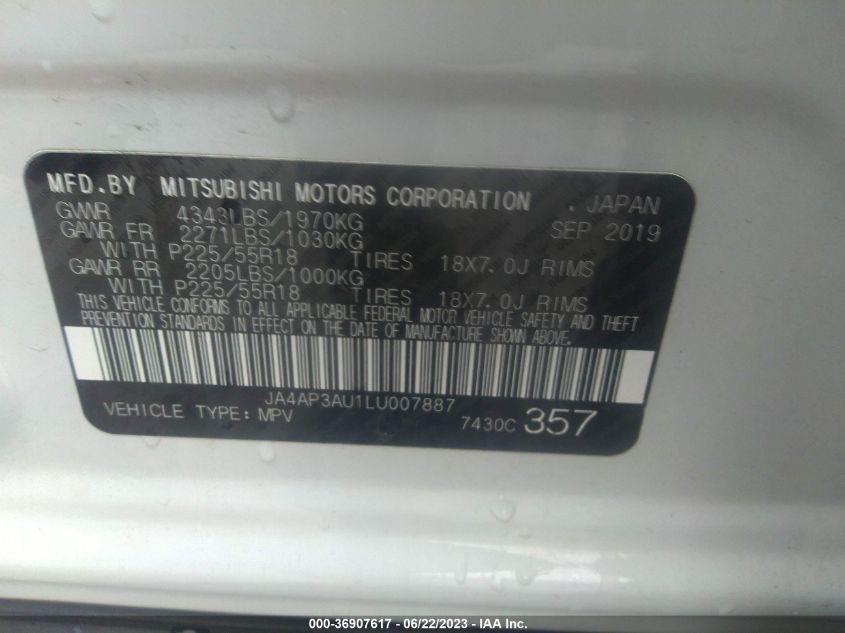 MFD.BY MITSUBISHI MOTORS CORPORATION . JAPAN
GVWR 4343LBS/1970KG SEP 2019
GAWR FR 2271LBS/1030KG
WITH P225/55R18 TIRES 18X7.0J RIMS
GAWR RR 2205LBS/1000KG
WITH P225/55R18 TIRES 18X7.0J RIMS
THIS VEHICLE CONFORMS TO ALL APPLICABLE FEDERAL MOTOR VEHICLE SAFETY AND THEFT
PREVENTION STANDARDS IN EFFECT ON THE DATE OF MANUFACTURE SHOWN ABOVE.
JA4AP3AU1LU007887
VEHICLE TYPE: MPV 7430C 357
000-36907617 - 06/22/2023 - IAA Inc.